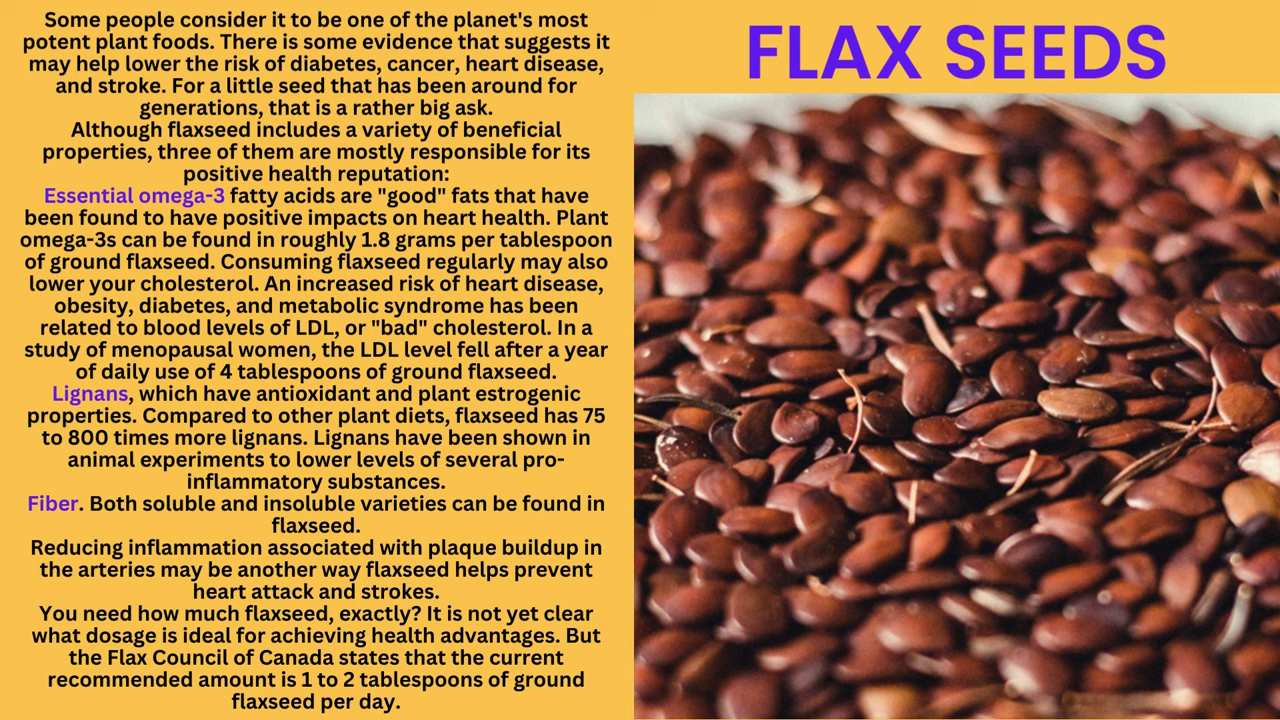 Some people consider it to be one of the planet's most
potent plant foods. There is some evidence that suggests it
may help lower the risk of diabetes, cancer, heart disease,
and stroke. For a little seed that has been around for
generations, that is a rather big ask.
Although flaxseed includes a variety of beneficial
properties, three of them are mostly responsible for its
positive health reputation:
Essential omega-3 fatty acids are "good" fats that have
been found to have positive impacts on heart health. Plant
omega-3s can be found in roughly 1.8 grams per tablespoon
of ground flaxseed. Consuming flaxseed regularly may also
lower your cholesterol. An increased risk of heart disease,
obesity, diabetes, and metabolic syndrome has been
related to blood levels of LDL, or "bad" cholesterol. In a
study of menopausal women, the LDL level fell after a year
of daily use of 4 tablespoons of ground flaxseed.
Lignans, which have antioxidant and plant estrogenic
properties. Compared to other plant diets, flaxseed has 75
to 800 times more lignans. Lignans have been shown in
animal experiments to lower levels of several pro-
inflammatory substances.
Fiber. Both soluble and insoluble varieties can be found in
flaxseed.
Reducing inflammation associated with plaque buildup in
the arteries may be another way flaxseed helps prevent
heart attack and strokes.
You need how much flaxseed, exactly? It is not yet clear
what dosage is ideal for achieving health advantages. But
the Flax Council of Canada states that the current
recommended amount is 1 to 2 tablespoons of ground
flaxseed per day.
FLAX SEEDS